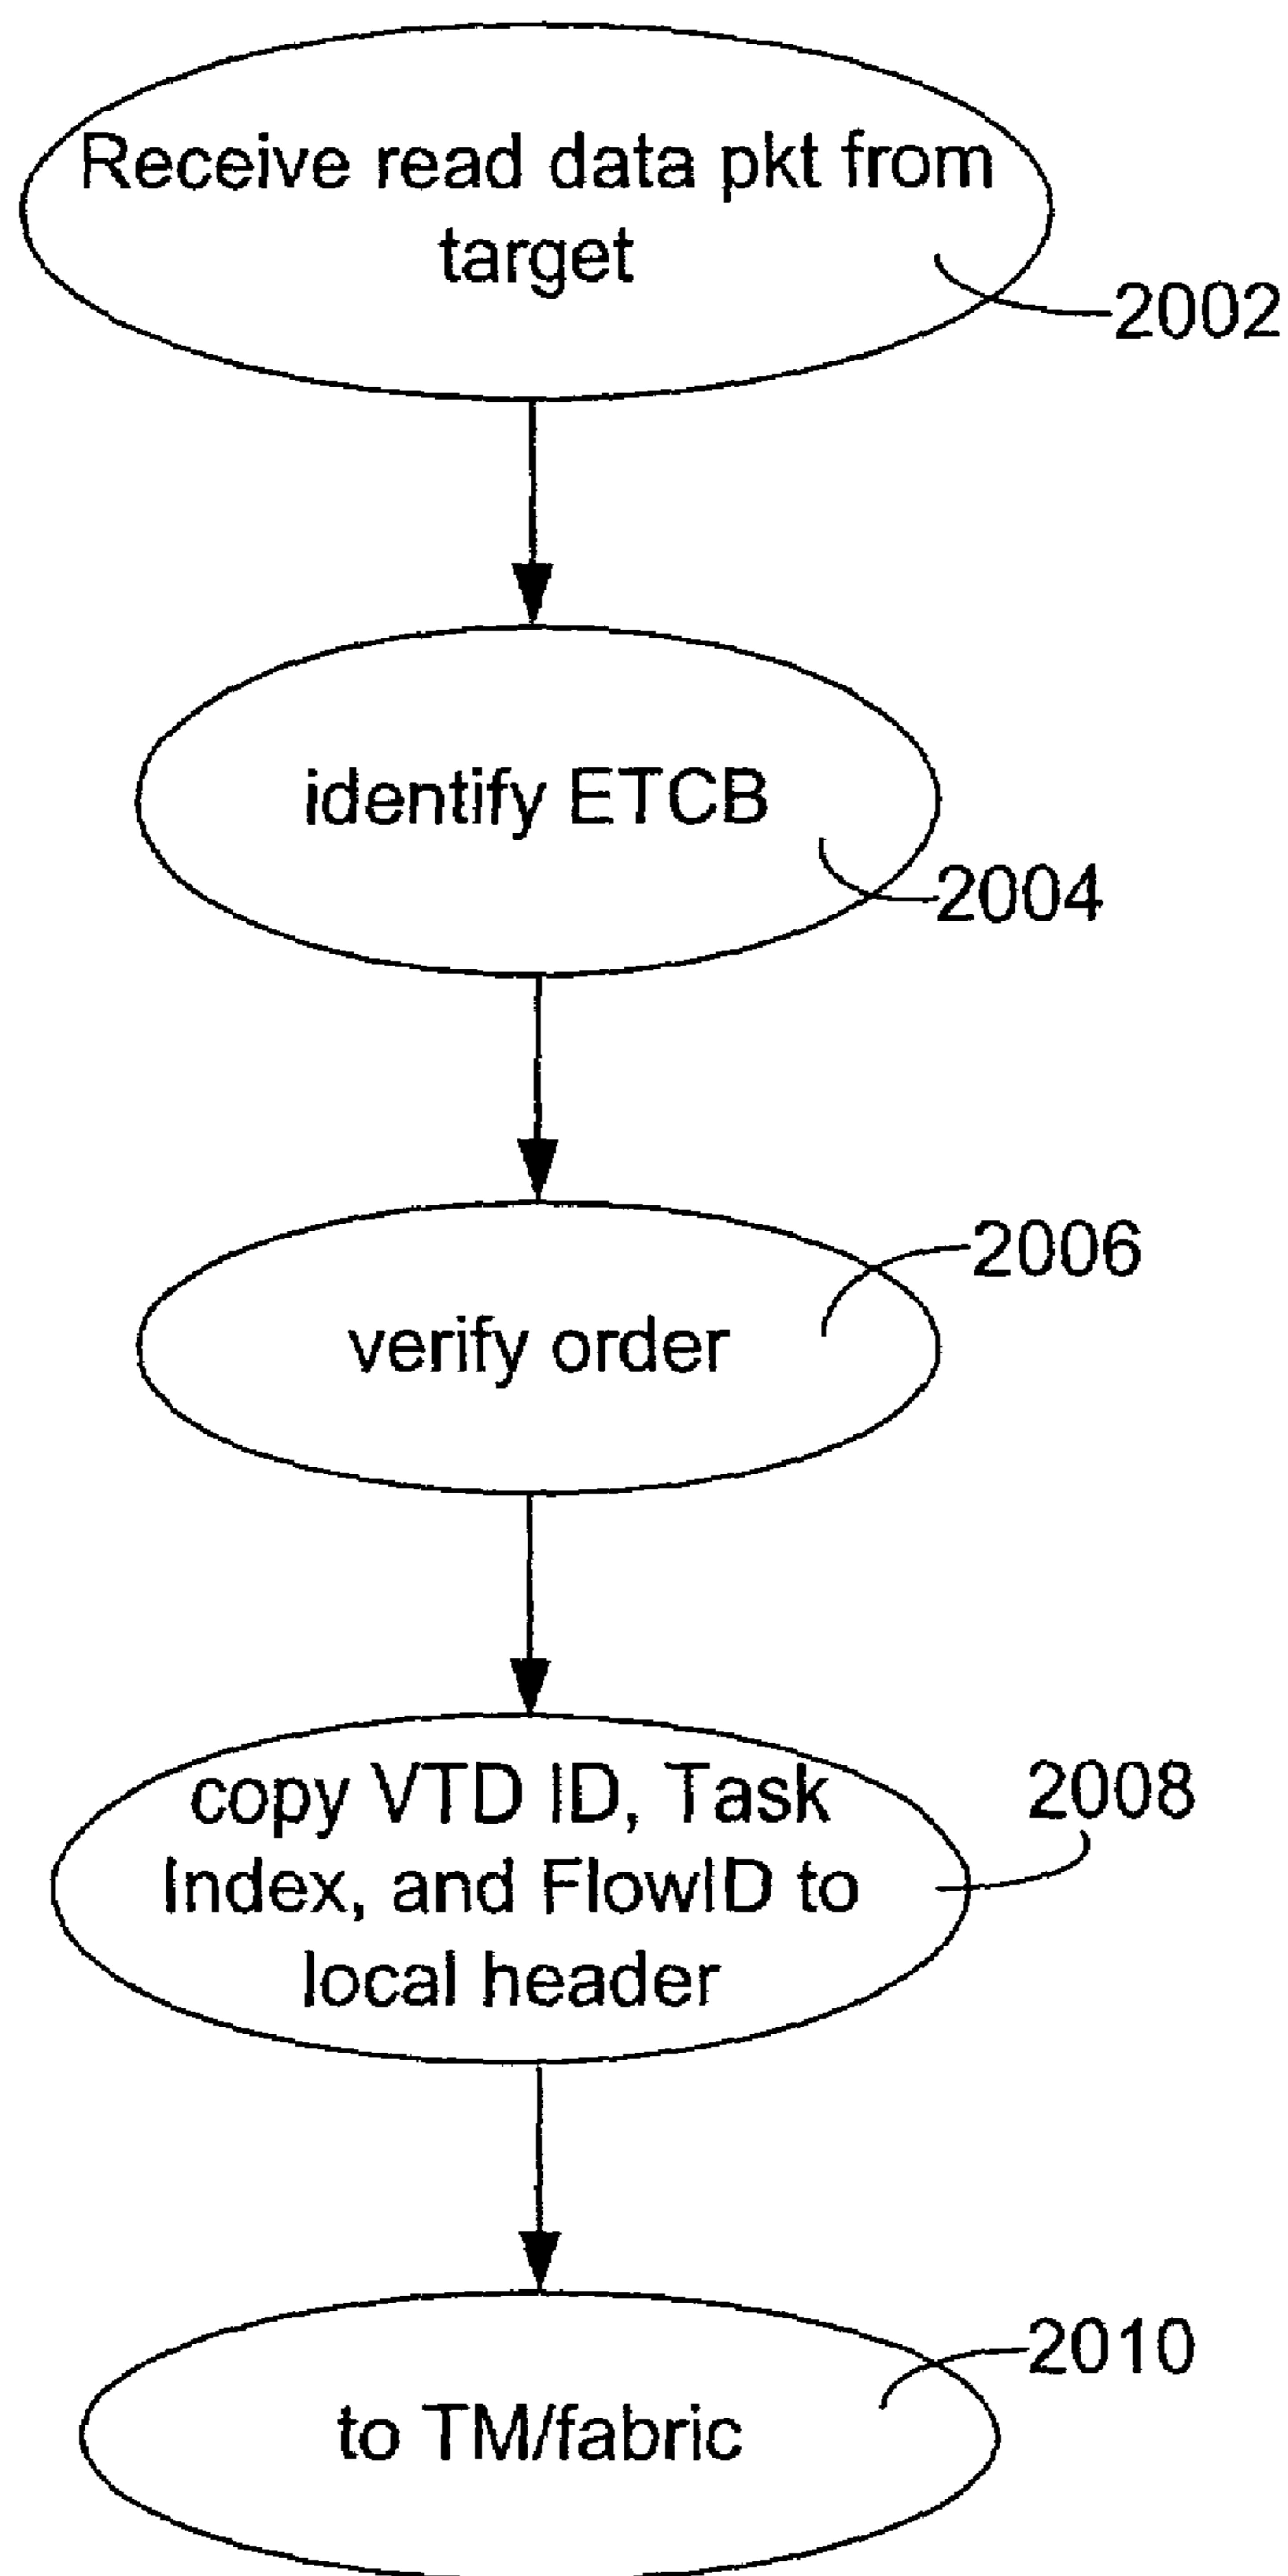 Receive read data pkt from
target
2002
identify ETCB
2004
2006
verify order
copy VTD ID, Task
Index, and FlowID to
local header
2008
to TM/fabric
2010